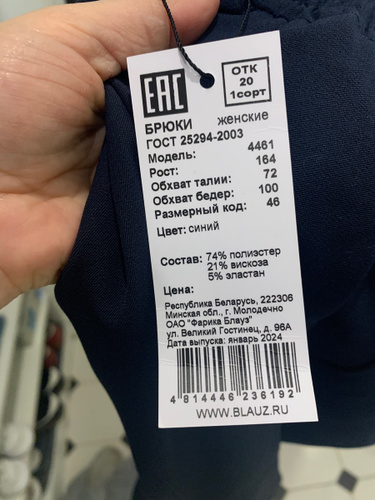 EAC
ОТК
20
1сорт
БРЮКИ женские
ГОСТ 25294-2003
Модель: 4461
Рост: 164
Обхват талии: 72
Обхват бедер: 100
Размерный код: 46
Цвет: синий
Состав: 74% полиэстер
21% вискоза
5% эластан
Цена:
Республика Беларусь, 222306
Минская обл., г. Молодечно
ОАО "Фарика Блауз"
ул. Великий Гостинец, д. 96А
Дата выпуска: январь 2024
4 814446 236192
WWW.BLAUZ.RU